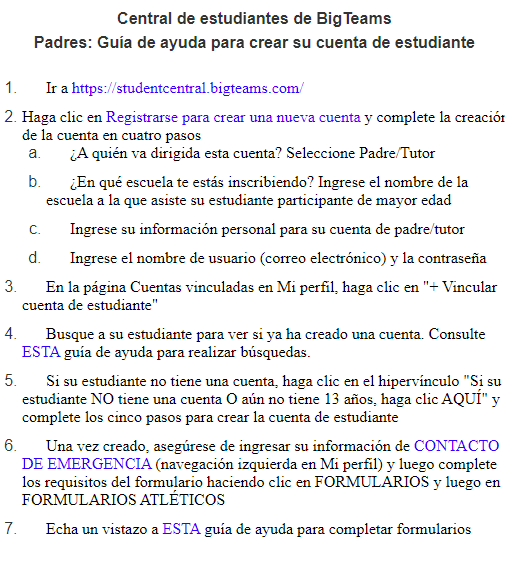 Central de estudiantes de BigTeams
Padres: Guía de ayuda para crear su cuenta de estudiante
1. Ir a https://studentcentral.bigteams.com/
2. Haga clic en Registrarse para crear una nueva cuenta y complete la creación
de la cuenta en cuatro pasos
a. ¿A quién va dirigida esta cuenta? Seleccione Padre/Tutor
b. ¿En qué escuela te estás inscribiendo? Ingrese el nombre de la
escuela a la que asiste su estudiante participante de mayor edad
c. Ingrese su información personal para su cuenta de padre/tutor
d. Ingrese el nombre de usuario (correo electrónico) y la contraseña
3. En la página Cuentas vinculadas en Mi perfil, haga clic en "+ Vincular
cuenta de estudiante"
4. Busque a su estudiante para ver si ya ha creado una cuenta. Consulte
ESTA guía de ayuda para realizar búsquedas.
5. Si su estudiante no tiene una cuenta, haga clic en el hipervínculo "Si su
estudiante NO tiene una cuenta O aún no tiene 13 años, haga clic AQUÍ" y
complete los cinco pasos para crear la cuenta de estudiante
6. Una vez creado, asegúrese de ingresar su información de CONTACTO
DE EMERGENCIA (navegación izquierda en Mi perfil) y luego complete
los requisitos del formulario haciendo clic en FORMULARIOS y luego en
FORMULARIOS ATLÉTICOS
7. Echa un vistazo a ESTA guía de ayuda para completar formularios